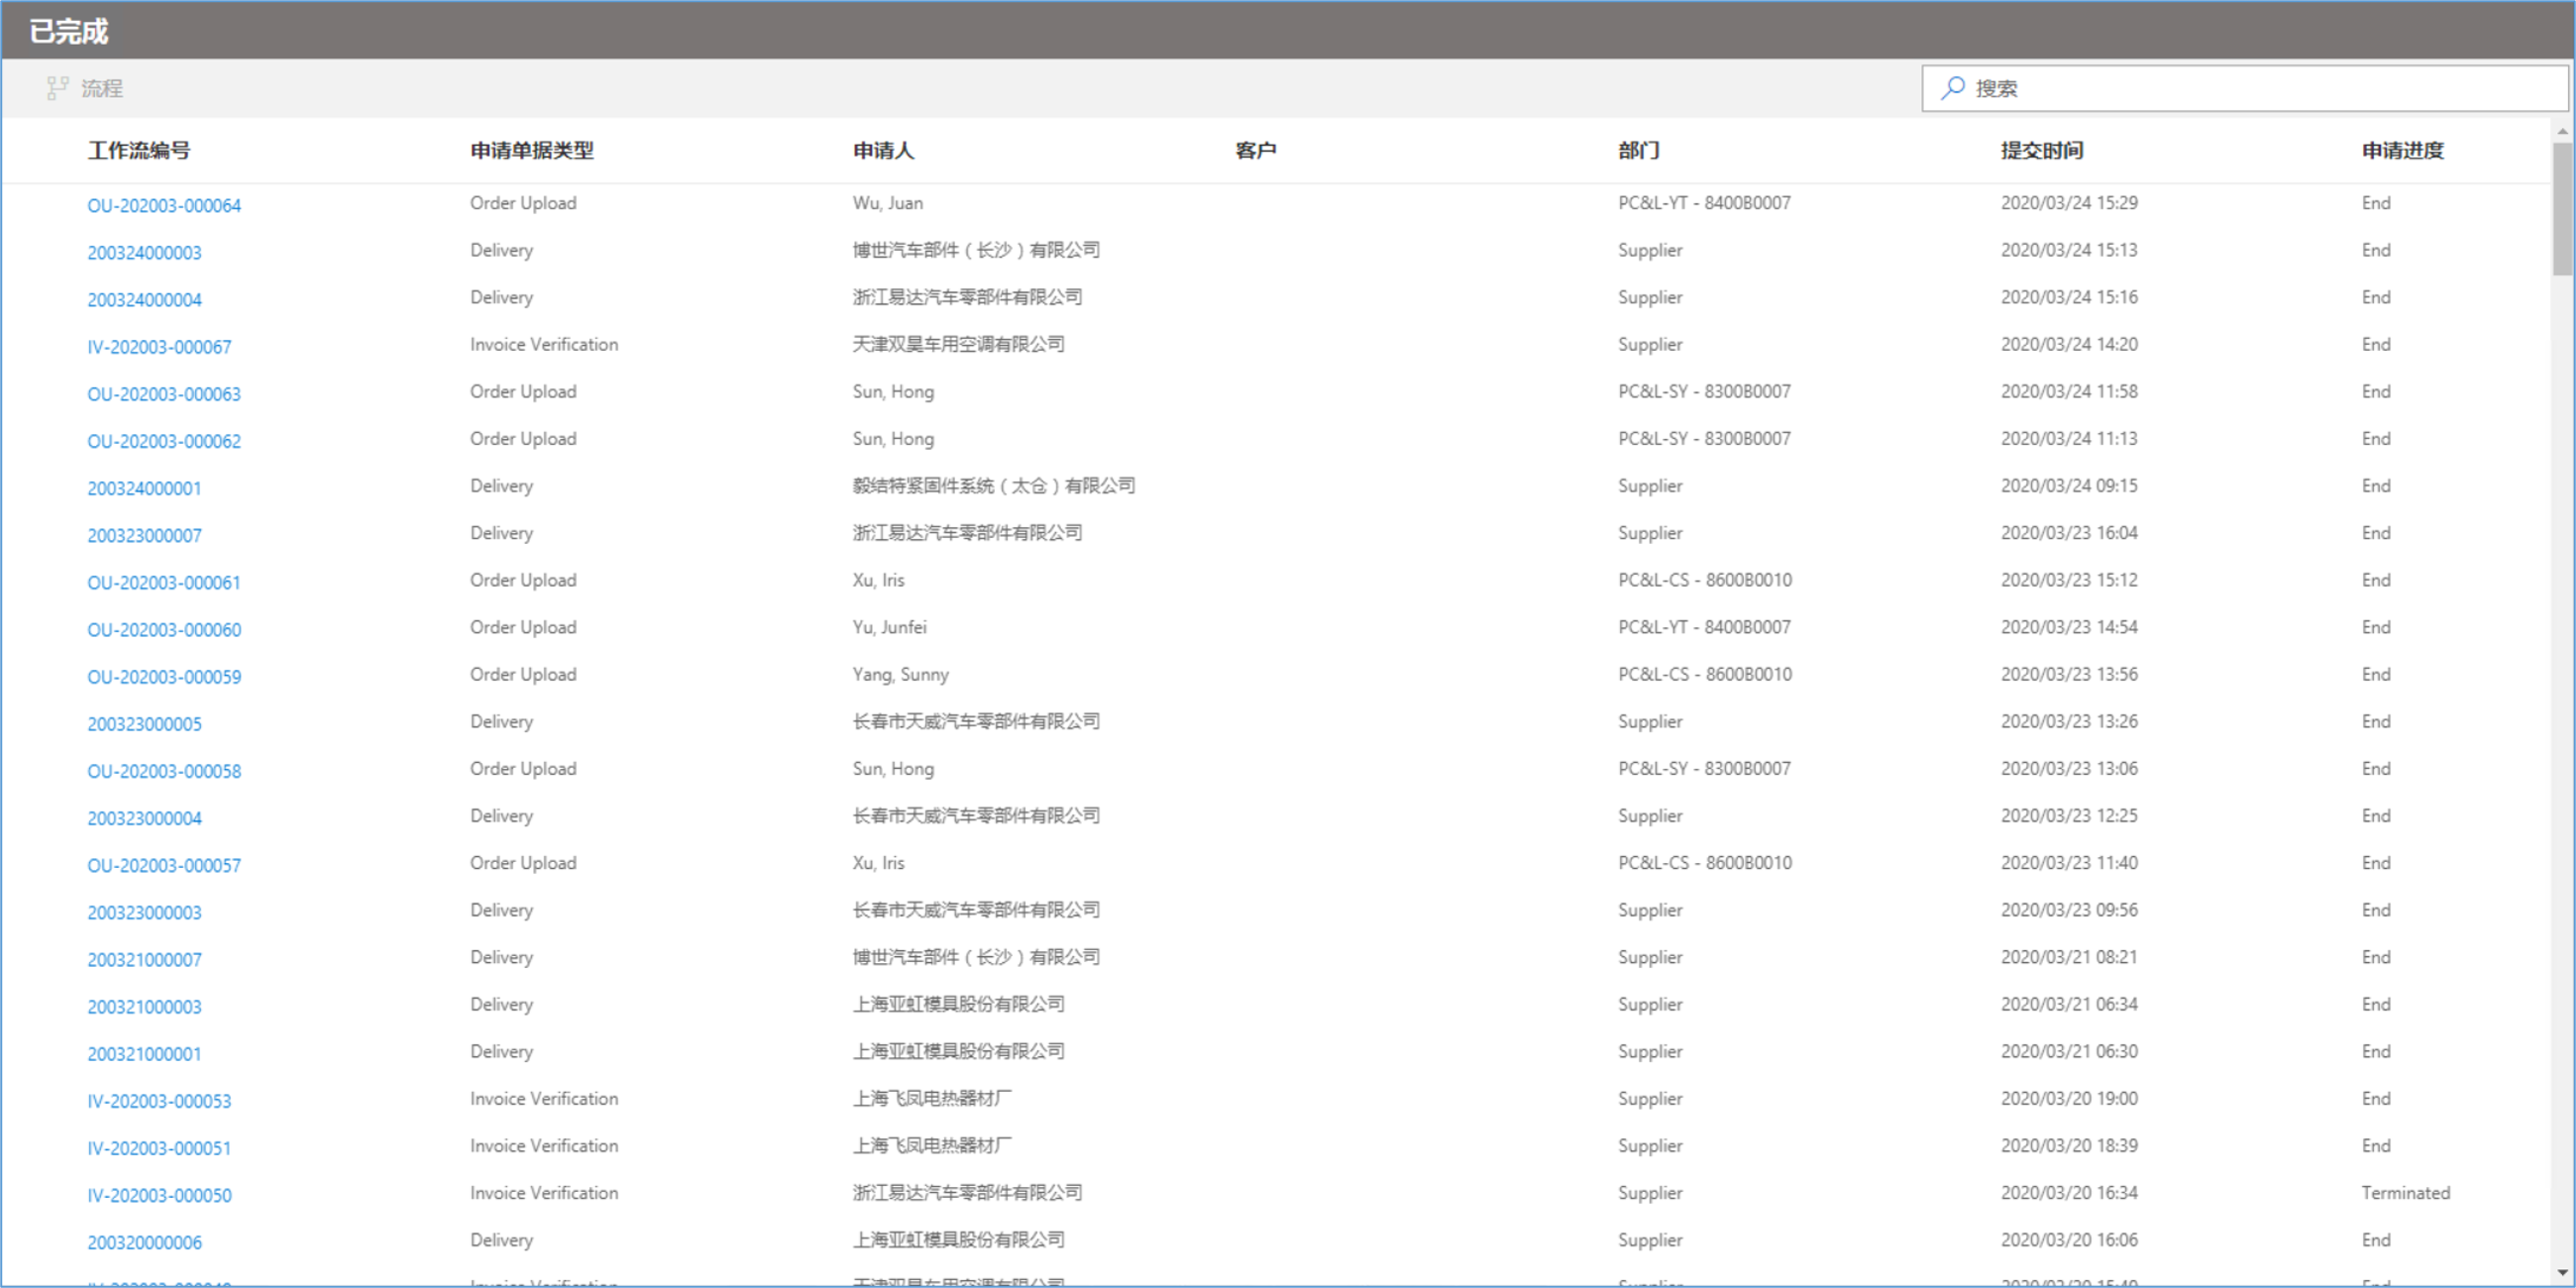 已完成
流程 搜索
工作流编号 申请单据类型 申请人 客户 部门 提交时间 申请进度
OU-202003-000064 Order Upload Wu, Juan PC&L-YT - 8400B0007 2020/03/24 15:29 End
200324000003 Delivery 博世汽车部件（长沙）有限公司 Supplier 2020/03/24 15:13 End
200324000004 Delivery 浙江易达汽车零部件有限公司 Supplier 2020/03/24 15:16 End
IV-202003-000067 Invoice Verification 天津双昊车用空调有限公司 Supplier 2020/03/24 14:20 End
OU-202003-000063 Order Upload Sun, Hong PC&L-SY - 8300B0007 2020/03/24 11:58 End
OU-202003-000062 Order Upload Sun, Hong PC&L-SY - 8300B0007 2020/03/24 11:13 End
200324000001 Delivery 毅结特紧固件系统（太仓）有限公司 Supplier 2020/03/24 09:15 End
200323000007 Delivery 浙江易达汽车零部件有限公司 Supplier 2020/03/23 16:04 End
OU-202003-000061 Order Upload Xu, Iris PC&L-CS - 8600B0010 2020/03/23 15:12 End
OU-202003-000060 Order Upload Yu, Junfei PC&L-YT - 8400B0007 2020/03/23 14:54 End
OU-202003-000059 Order Upload Yang, Sunny PC&L-CS - 8600B0010 2020/03/23 13:56 End
200323000005 Delivery 长春市天威汽车零部件有限公司 Supplier 2020/03/23 13:26 End
OU-202003-000058 Order Upload Sun, Hong PC&L-SY - 8300B0007 2020/03/23 13:06 End
200323000004 Delivery 长春市天威汽车零部件有限公司 Supplier 2020/03/23 12:25 End
OU-202003-000057 Order Upload Xu, Iris PC&L-CS - 8600B0010 2020/03/23 11:40 End
200323000003 Delivery 长春市天威汽车零部件有限公司 Supplier 2020/03/23 09:56 End
200321000007 Delivery 博世汽车部件（长沙）有限公司 Supplier 2020/03/21 08:21 End
200321000003 Delivery 上海亚虹模具股份有限公司 Supplier 2020/03/21 06:34 End
200321000001 Delivery 上海亚虹模具股份有限公司 Supplier 2020/03/21 06:30 End
IV-202003-000053 Invoice Verification 上海飞凤电热器材厂 Supplier 2020/03/20 19:00 End
IV-202003-000051 Invoice Verification 上海飞凤电热器材厂 Supplier 2020/03/20 18:39 End
IV-202003-000050 Invoice Verification 浙江易达汽车零部件有限公司 Supplier 2020/03/20 16:34 Terminated
200320000006 Delivery 上海亚虹模具股份有限公司 Supplier 2020/03/20 16:06 End